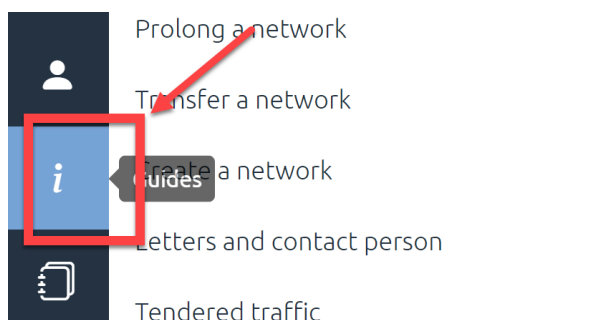 Prolong a network
Transfer a network
Create a network
i
Guides
Letters and contact person
Tendered traffic